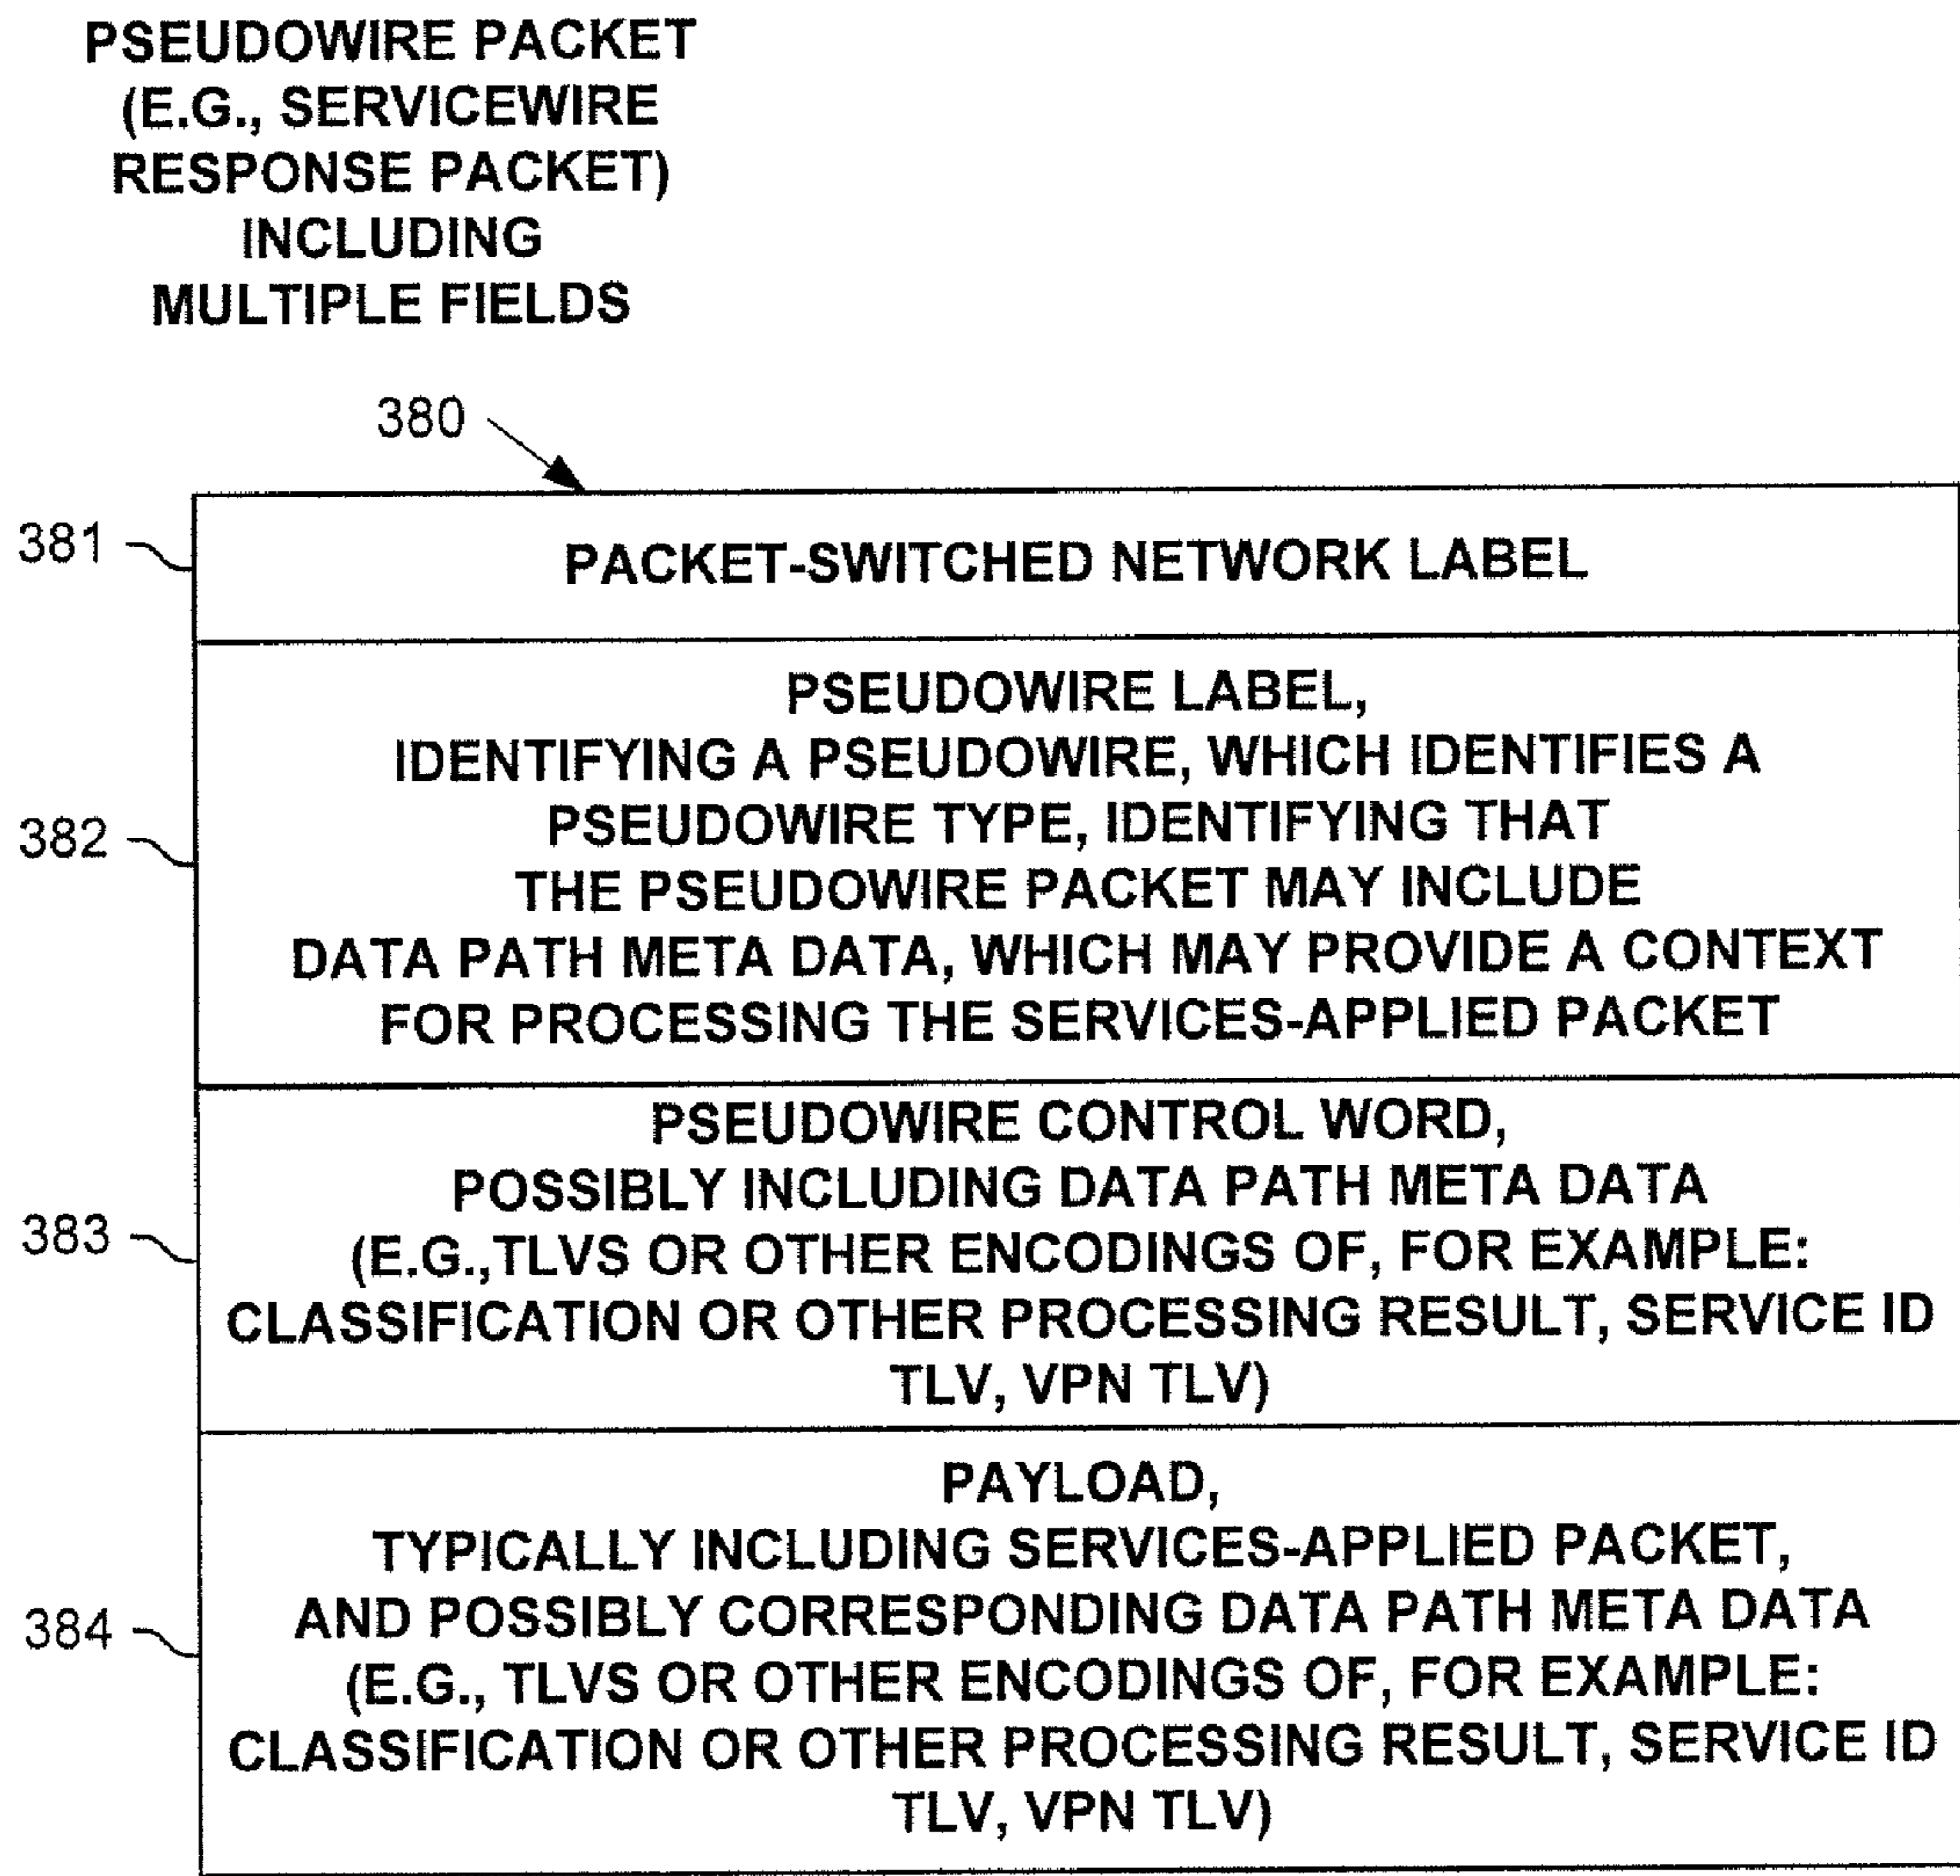 PSEUDOWIRE PACKET
(E.G., SERVICEWIRE
RESPONSE PACKET)
INCLUDING
MULTIPLE FIELDS
380
381
PACKET-SWITCHED NETWORK LABEL
382
PSEUDOWIRE LABEL,
IDENTIFYING A PSEUDOWIRE, WHICH IDENTIFIES A
PSEUDOWIRE TYPE, IDENTIFYING THAT
THE PSEUDOWIRE PACKET MAY INCLUDE
DATA PATH META DATA, WHICH MAY PROVIDE A CONTEXT
FOR PROCESSING THE SERVICES-APPLIED PACKET
383
PSEUDOWIRE CONTROL WORD,
POSSIBLY INCLUDING DATA PATH META DATA
(E.G.,TLVS OR OTHER ENCODINGS OF, FOR EXAMPLE:
CLASSIFICATION OR OTHER PROCESSING RESULT, SERVICE ID
TLV, VPN TLV)
384
PAYLOAD,
TYPICALLY INCLUDING SERVICES-APPLIED PACKET,
AND POSSIBLY CORRESPONDING DATA PATH META DATA
(E.G., TLVS OR OTHER ENCODINGS OF, FOR EXAMPLE:
CLASSIFICATION OR OTHER PROCESSING RESULT, SERVICE ID
TLV, VPN TLV)